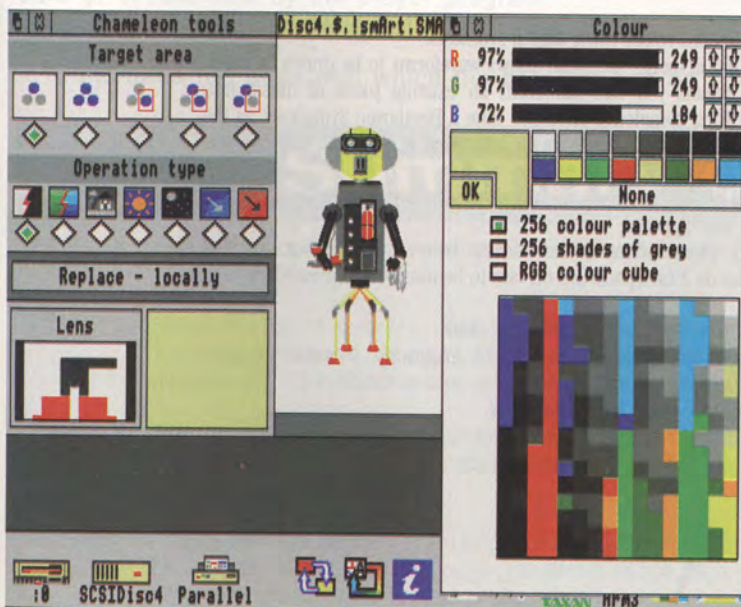 Chameleon tools
Target area
Operation type
Replace - locally
Lens
Disc4.$.!smArt.SMA
Colour
R 97% 249
G 97% 249
B 72% 184
OK
None
256 colour palette
256 shades of grey
RGB colour cube
:0
SCSIDisc4
Parallel
i
TAXAN